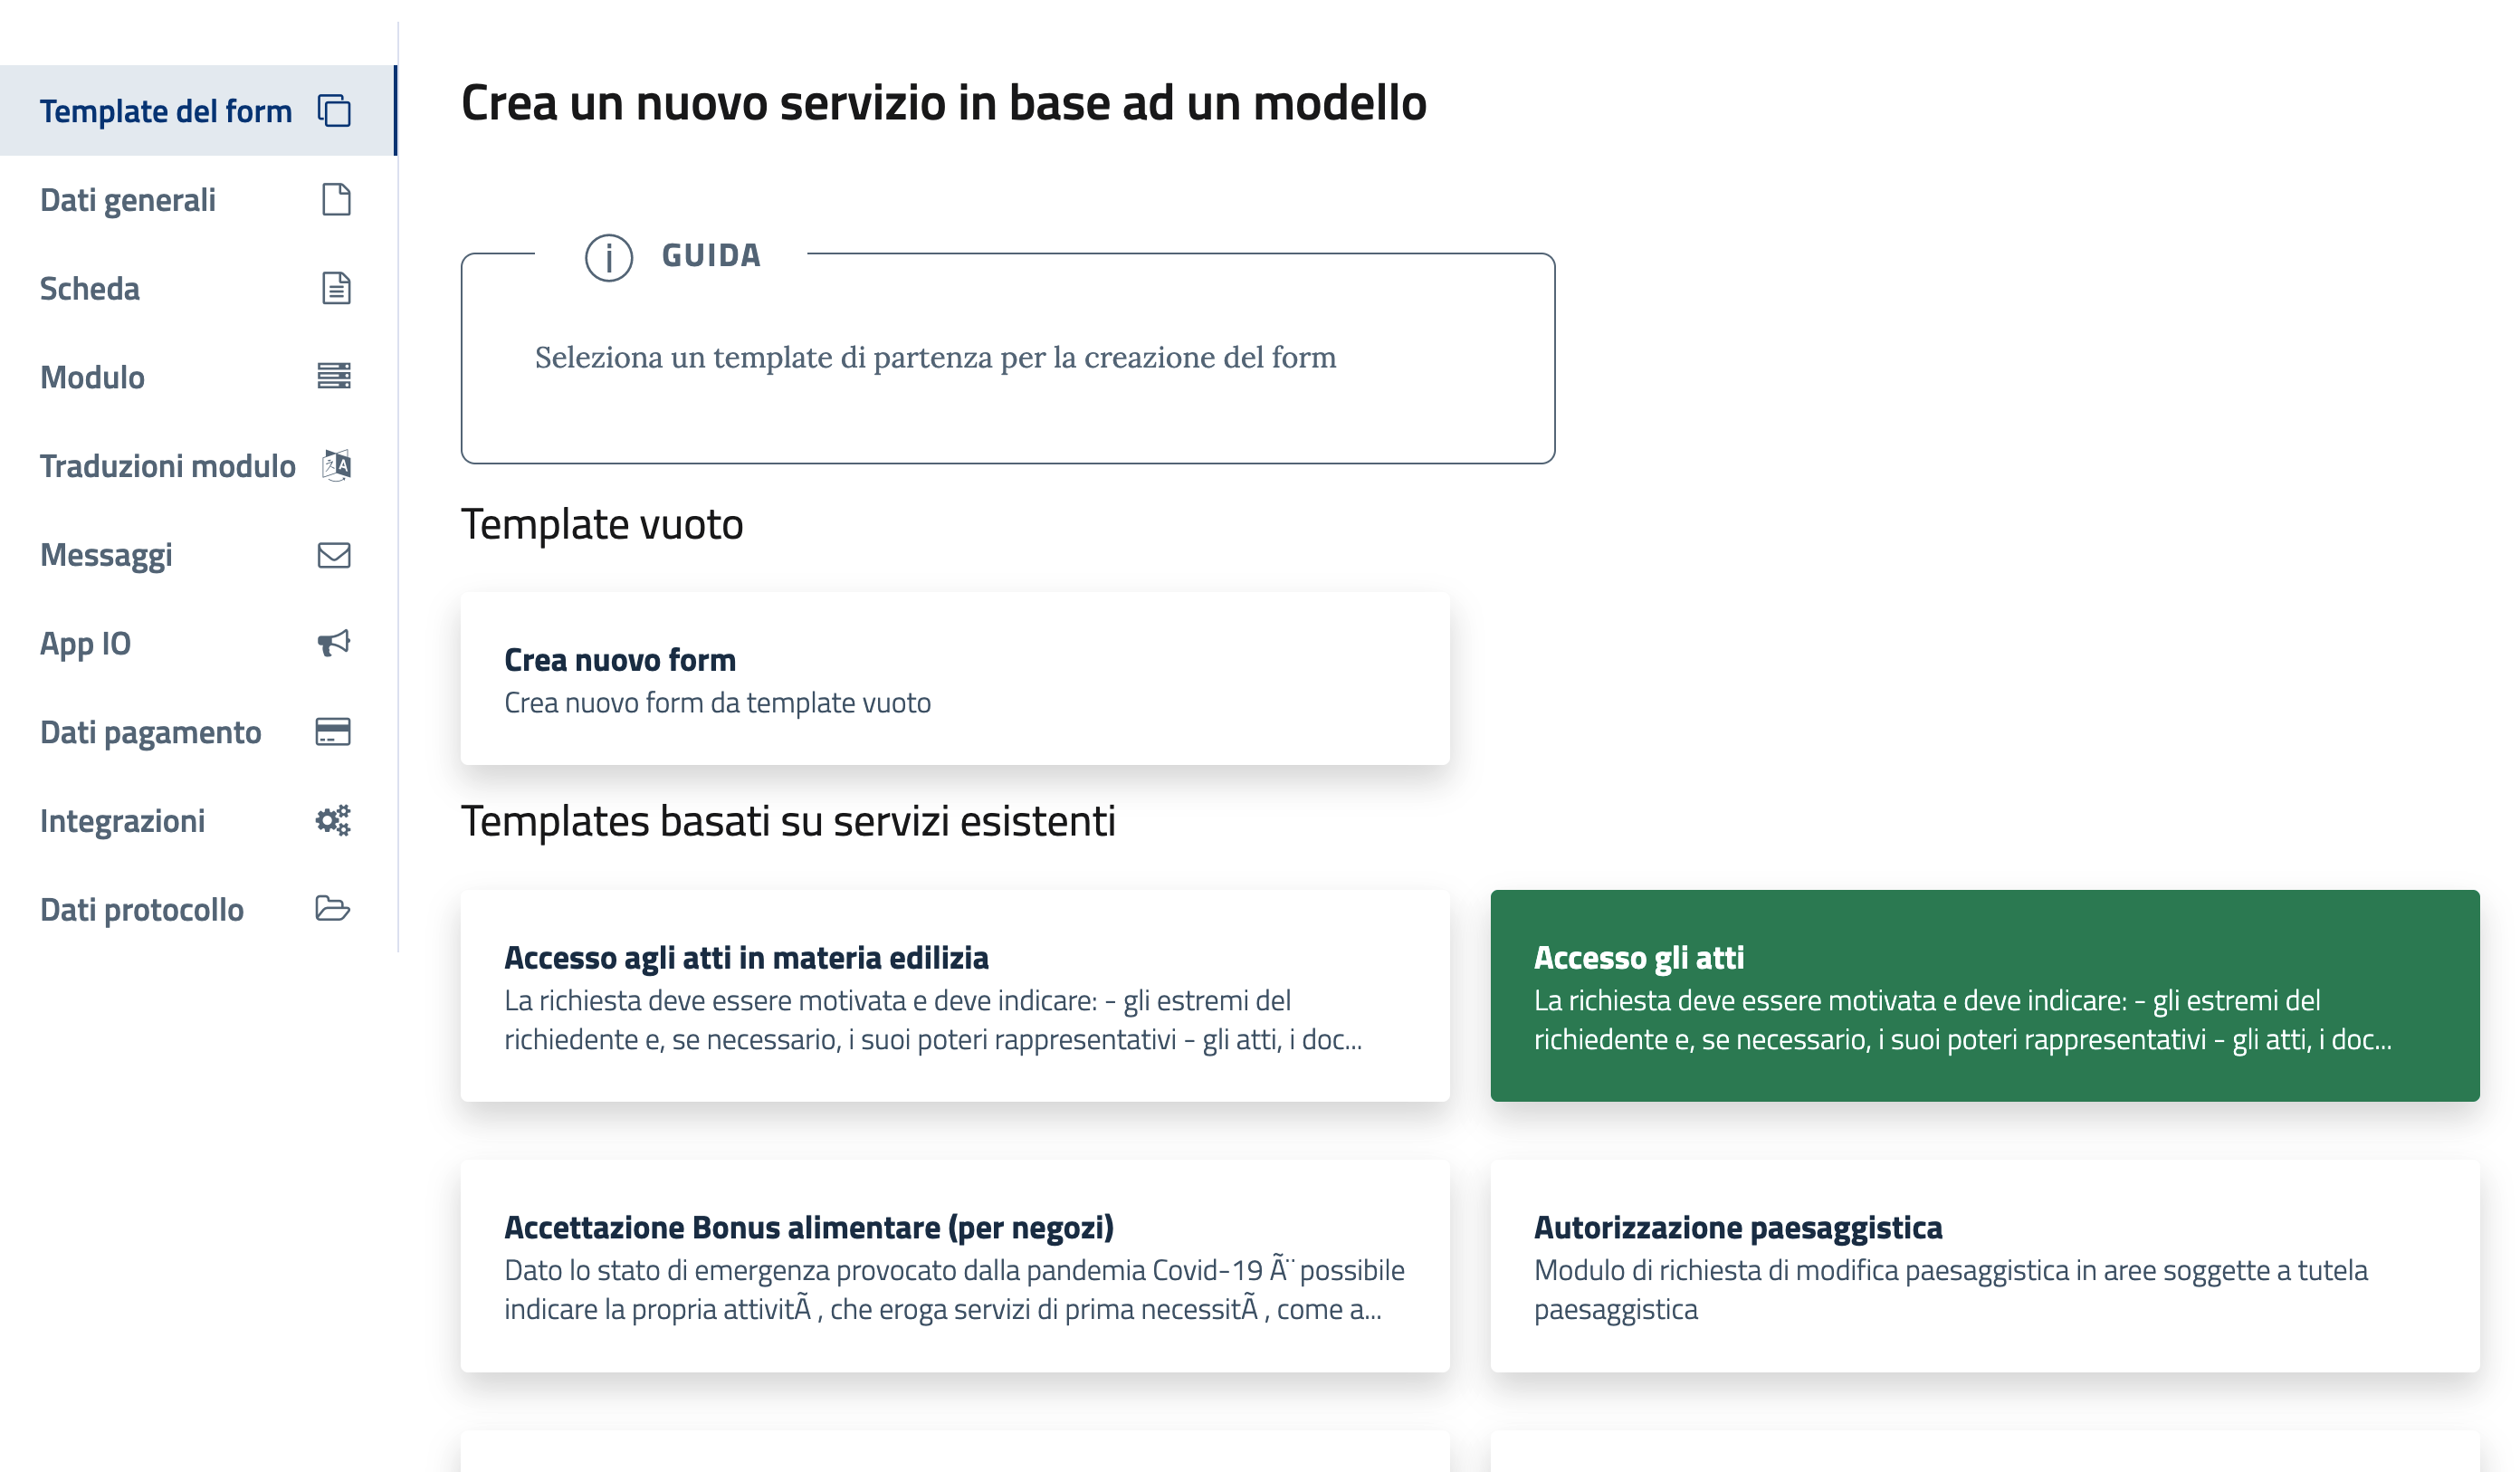 Template del form
Dati generali
Scheda
Modulo
Traduzioni modulo
Messaggi
App IO
Dati pagamento
Integrazioni
Dati protocollo
Crea un nuovo servizio in base ad un modello
GUIDA
Seleziona un template di partenza per la creazione del form
Template vuoto
Crea nuovo form
Crea nuovo form da template vuoto
Templates basati su servizi esistenti
Accesso agli atti in materia edilizia
La richiesta deve essere motivata e deve indicare: - gli estremi del
richiedente e, se necessario, i suoi poteri rappresentativi - gli atti, i doc...
Accesso gli atti
La richiesta deve essere motivata e deve indicare: - gli estremi del
richiedente e, se necessario, i suoi poteri rappresentativi - gli atti, i doc...
Accettazione Bonus alimentare (per negozi)
Dato lo stato di emergenza provocato dalla pandemia Covid-19 Ã¨ possibile
indicare la propria attivitÃ , che eroga servizi di prima necessitÃ , come a...
Autorizzazione paesaggistica
Modulo di richiesta di modifica paesaggistica in aree soggette a tutela
paesaggistica